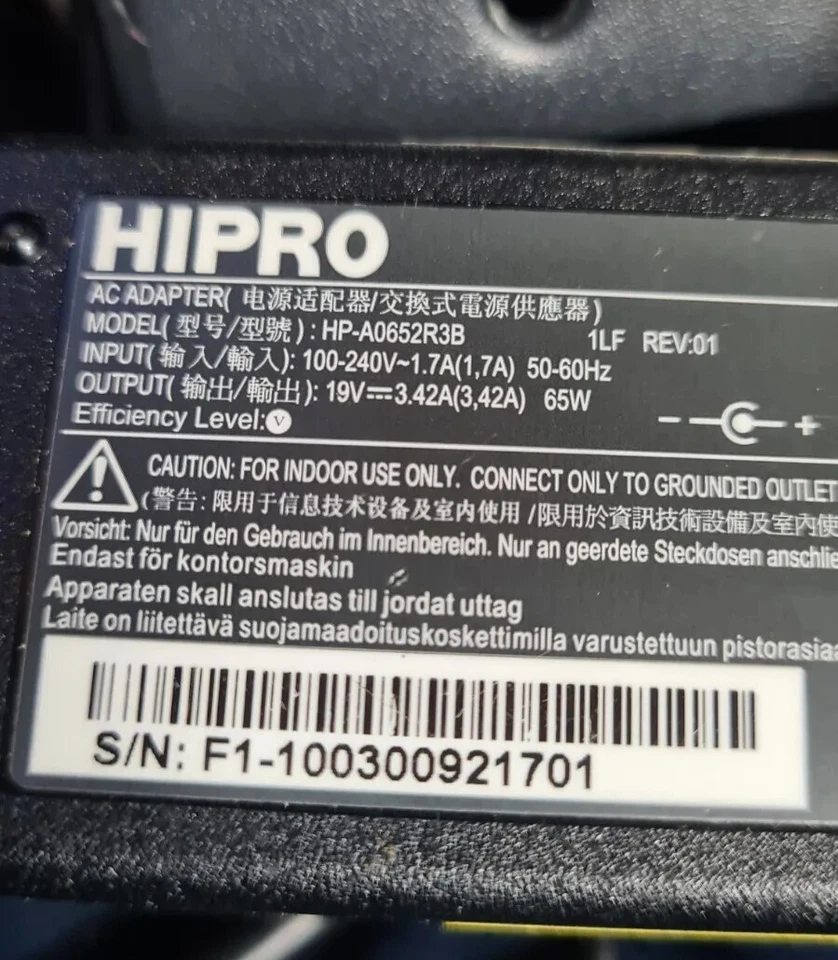 HIPRO
AC ADAPTER( 电源适配器/交換式電源供應器)
MODEL( 型号/型號) : HP-A0652R3B 1LF REV:01
INPUT( 输入/輸入): 100-240V~1.7A(1,7A) 50-60Hz
OUTPUT( 输出/輸出): 19V⎓3.42A(3,42A) 65W
Efficiency Level:V
- +
CAUTION: FOR INDOOR USE ONLY. CONNECT ONLY TO GROUNDED OUTLET
(警告: 限用于信息技术设备及室内使用 /限用於資訊技術設備及室內使
Vorsicht: Nur für den Gebrauch im Innenbereich. Nur an geerdete Steckdosen anschlie
Endast för kontorsmaskin
Apparaten skall anslutas till jordat uttag
Laite on liitettävä suojamaadoituskoskettimilla varustettuun pistorasiaa
S/N: F1-100300921701